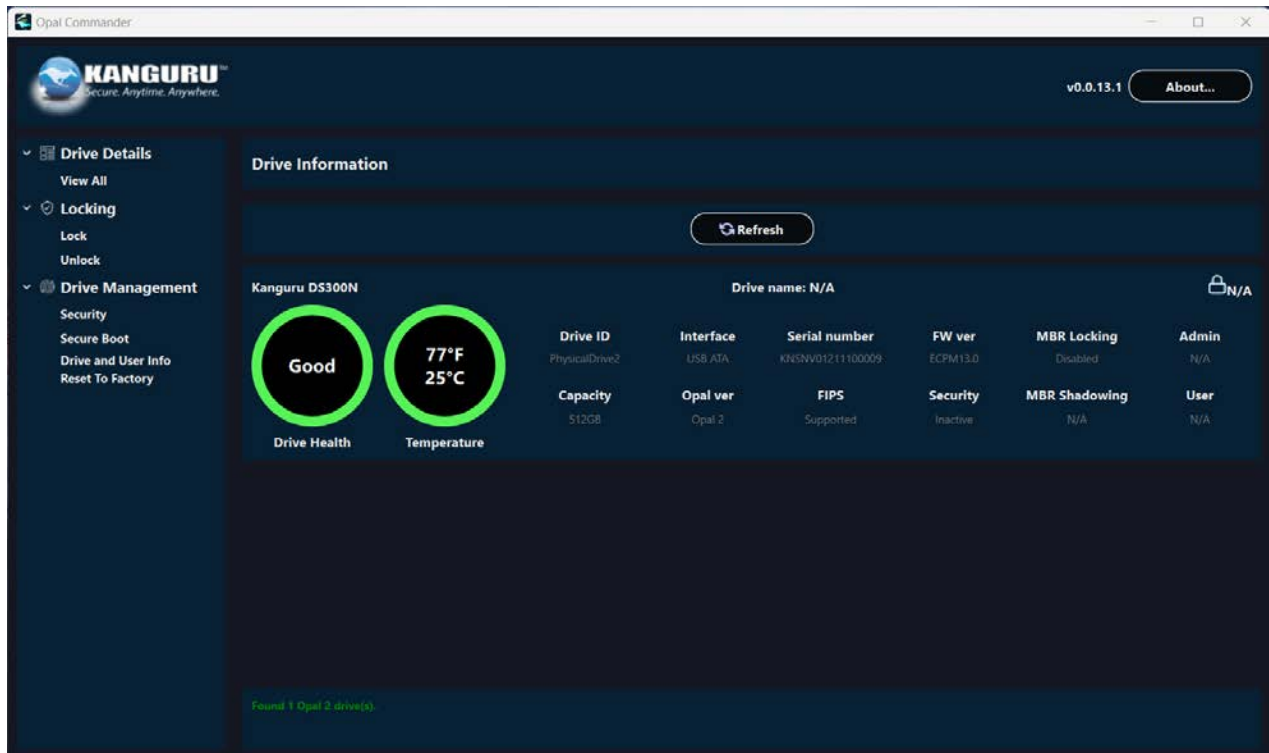 Opal Commander
KANGURU™
Secure. Anytime. Anywhere.
v0.0.13.1 About...
Drive Details
View All
Locking
Lock
Unlock
Drive Management
Security
Secure Boot
Drive and User Info
Reset To Factory
Drive Information
Refresh
Kanguru DS300N Drive name: N/A N/A
Good
77°F
25°C
Drive Health Temperature
Drive ID Interface Serial number FW ver MBR Locking Admin
PhysicalDrive2 USB ATA KNSNV01211100009 ECPM13.0 Disabled N/A
Capacity Opal ver FIPS Security MBR Shadowing User
512GB Opal 2 Supported Inactive N/A N/A
Found 1 Opal 2 drive(s).